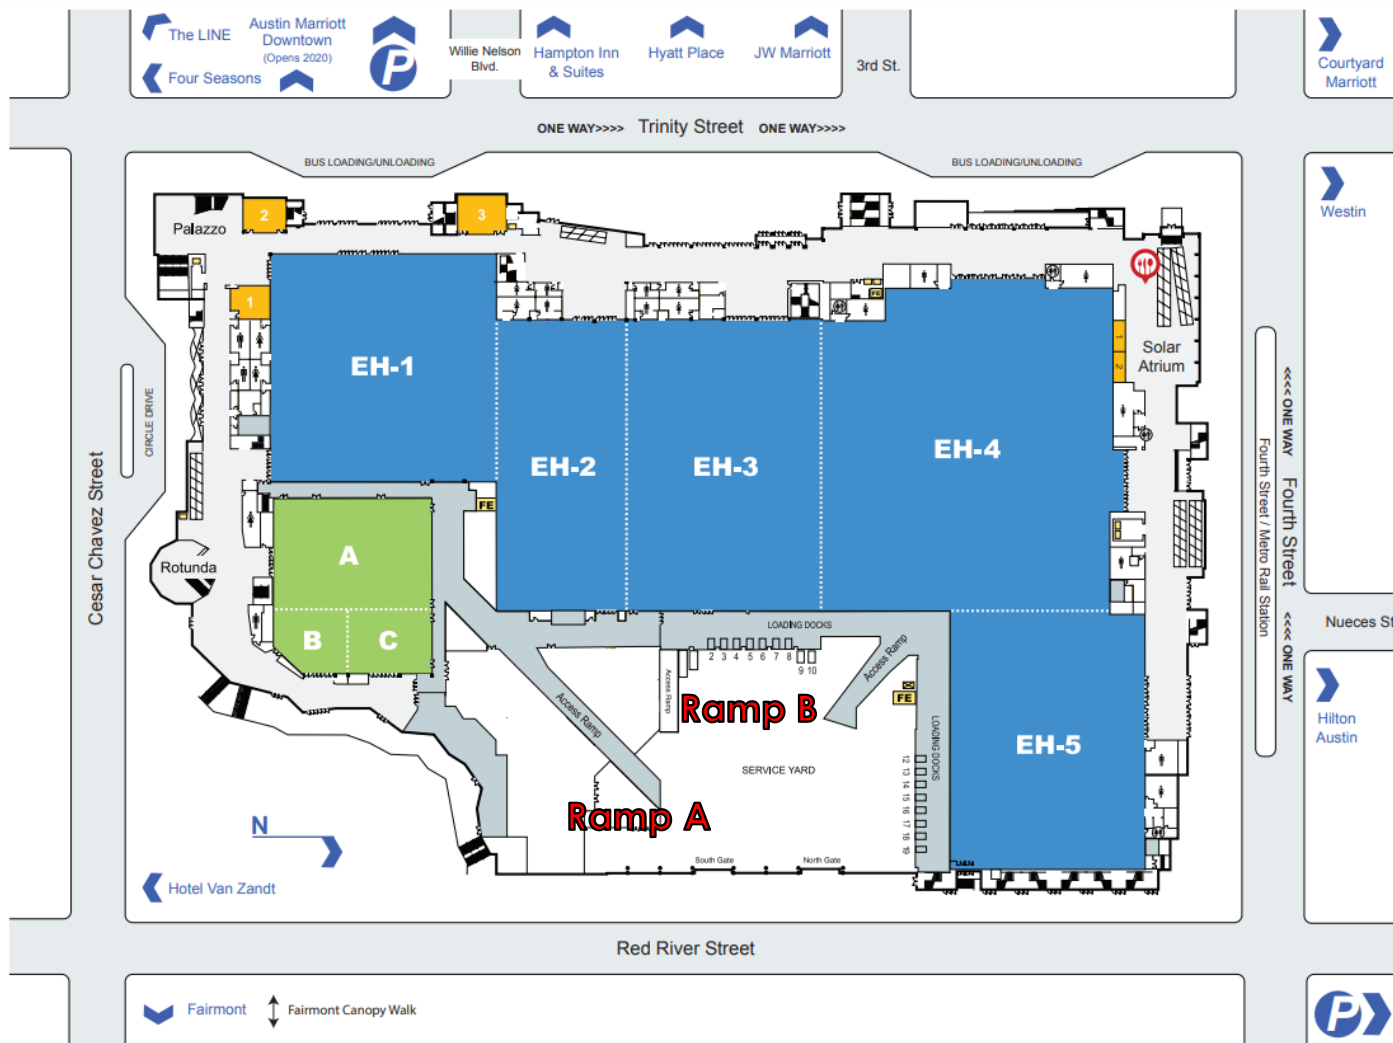 The LINE
Austin Marriott
Downtown
(Opens 2020)
Four Seasons
P
Willie Nelson
Blvd.
Hampton Inn
& Suites
Hyatt Place
JW Marriott
3rd St.
Courtyard
Marriott
ONE WAY>>>> Trinity Street ONE WAY>>>>
BUS LOADING/UNLOADING
BUS LOADING/UNLOADING
Westin
Palazzo
2
3
1
EH-1
EH-2
EH-3
EH-4
FE
1
2
Solar
Atrium
CIRCLE DRIVE
Cesar Chavez Street
<<<< ONE WAY
Fourth Street
<<<< ONE WAY
Fourth Street / Metro Rail Station
FE
A
B
C
Rotunda
Nueces St
LOADING DOCKS
2 3 4 5 6 7 8
9 10
Access Ramp
Access Ramp
Access Ramp
Ramp B
FE
LOADING DOCKS
EH-5
SERVICE YARD
12 13 14 15 16 17 18 19
Ramp A
Hilton
Austin
N
South Gate
North Gate
Hotel Van Zandt
Red River Street
Fairmont
Fairmont Canopy Walk
P